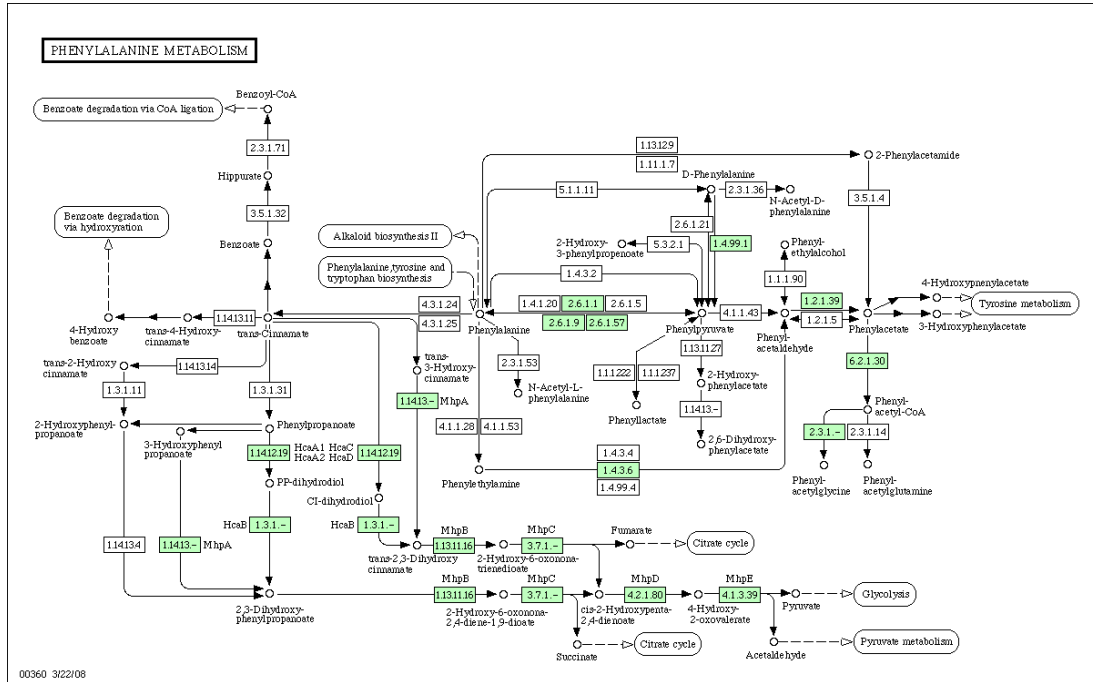 PHENYLALANINE METABOLISM
Benzoyl-CoA
Benzoate degradation via CoA ligation
2.3.1.71
Hippurate
3.5.1.32
Benzoate
Benzoate degradation
via hydroxyration
1.13.12.9
1.11.1.7
2-Phenylacetamide
D-Phenylalanine
5.1.1.11
2.3.1.36
N-Acetyl-D-
phenylalanine
3.5.1.4
2.6.1.21
1.4.99.1
Alkaloid biosynthesis II
2-Hydroxy-
3-phenylpropenoate
5.3.2.1
Phenyl-
ethylalcohol
Phenylalanine,tyrosine and
tryptophan biosynthesis
1.4.3.2
1.1.1.90
4-Hydroxypnenylacetate
Tyrosine metabolism
3-Hydroxyphenylacetate
4.3.1.24
4.3.1.25
1.4.1.20
2.6.1.1
2.6.1.5
2.6.1.9
2.6.1.57
4.1.1.43
1.2.1.39
1.2.1.5
4-Hydroxy
benzoate
trans-4-Hydroxy-
cinnamate
1.14.13.11
trans-Cinnamate
Phenylalanine
Phenylpyruvate
Phenyl-
acetaldehyde
Phenylacetate
trans-2-Hydroxy
cinnamate
1.14.13.14
trans-
3-Hydroxy-
cinnamate
2.3.1.53
N-Acetyl-L-
phenylalanine
1.1.1.222
1.1.1.237
Phenyllactate
1.13.11.27
2-Hydroxy-
phenylacetate
6.2.1.30
1.3.1.11
1.3.1.31
1.14.13.-
MhpA
1.14.13.-
Phenyl-
acetyl-CoA
2-Hydroxyphenyl-
propanoate
3-Hydroxyphenyl
propanoate
Phenylpropanoate
4.1.1.28
4.1.1.53
2,6-Dihydroxy-
phenylacetate
2.3.1.-
2.3.1.14
1.14.12.19
HcaA1 HcaC
HcaA2 HcaD
1.14.12.19
Phenylethylamine
1.4.3.4
1.4.3.6
1.4.99.4
Phenyl-
acetylglycine
Phenyl-
acetylglutamine
PP-dihydrodiol
CI-dihydrodiol
HcaB
1.3.1.-
HcaB
1.3.1.-
1.14.13.4
1.14.13.-
MhpA
trans-2,3-Dihydroxy
cinnamate
MhpB
1.13.11.16
2-Hydroxy-6-oxonona-
trienedioate
MhpC
3.7.1.-
Fumarate
Citrate cycle
2,3-Dihydroxy-
phenylpropanoate
MhpB
1.13.11.16
2-Hydroxy-6-oxonona-
2,4-diene-1,9-dioate
MhpC
3.7.1.-
cis-2-Hydroxypenta-
2,4-dienoate
MhpD
4.2.1.80
4-Hydroxy-
2-oxovalerate
MhpE
4.1.3.39
Pyruvate
Glycolysis
Succinate
Citrate cycle
Acetaldehyde
Pyruvate metabolism
00360 3/22/08